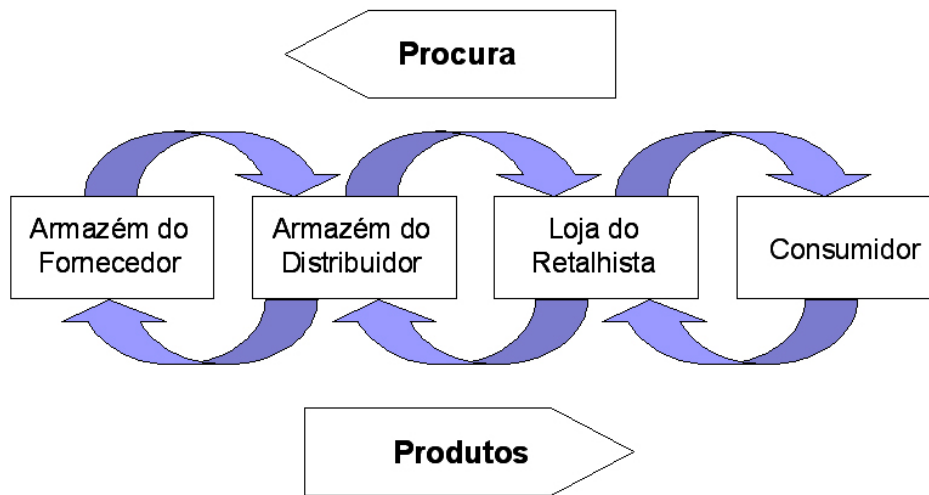 Procura
Armazém do
Fornecedor
Armazém do
Distribuidor
Loja do
Retalhista
Consumidor
Produtos